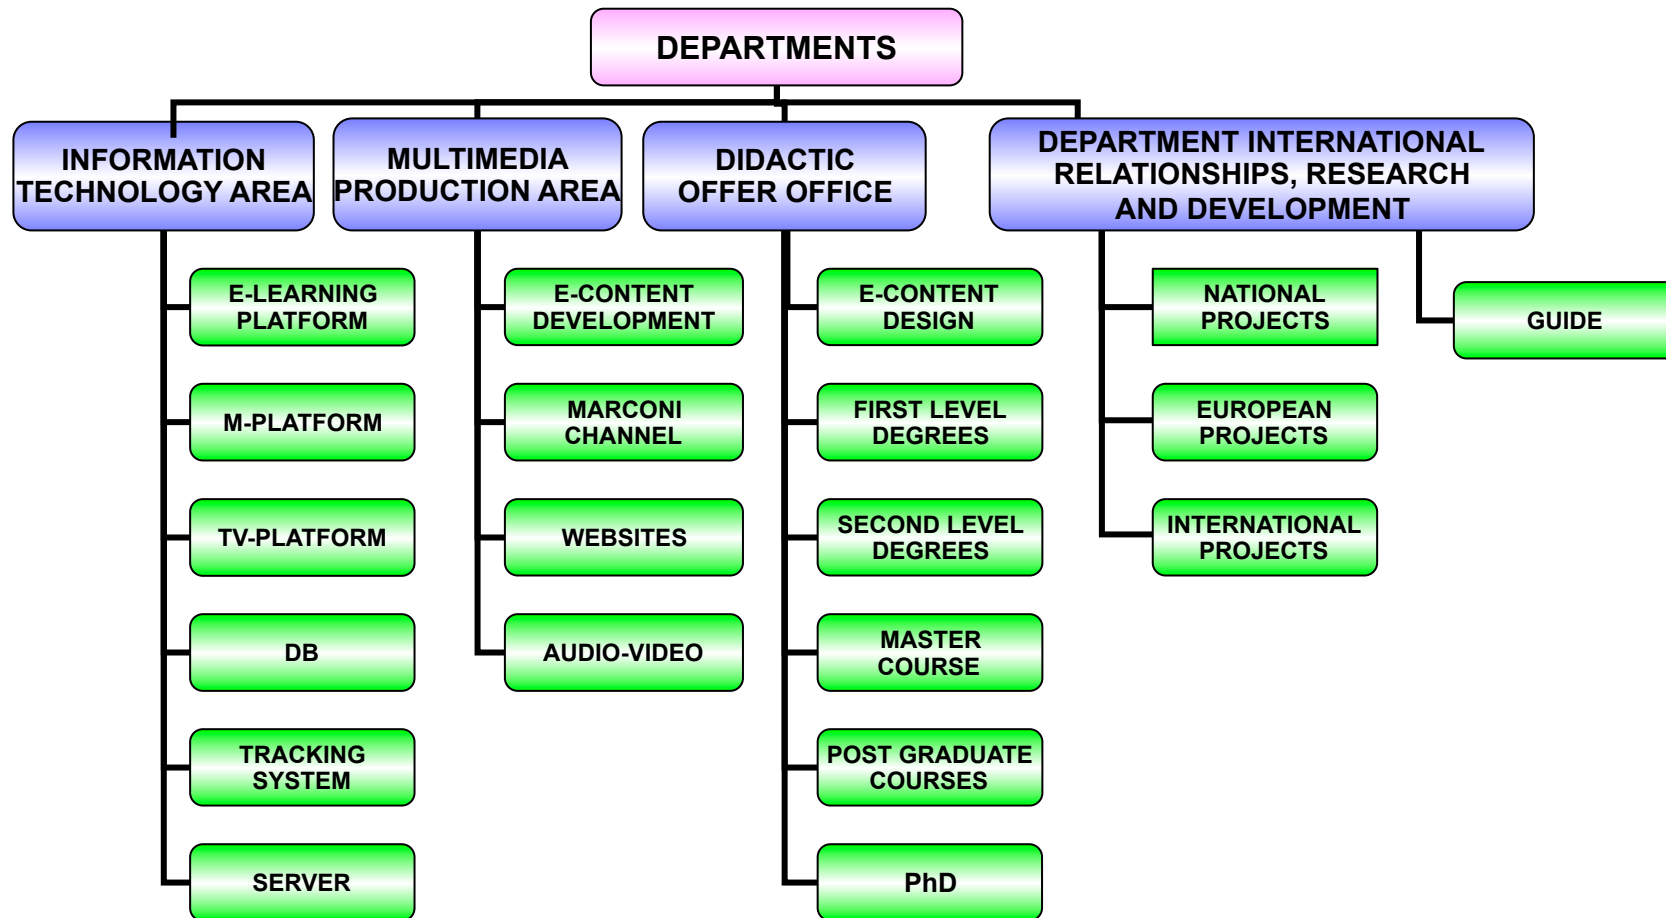 DEPARTMENTS
INFORMATION
TECHNOLOGY AREA
MULTIMEDIA
PRODUCTION AREA
DIDACTIC
OFFER OFFICE
DEPARTMENT INTERNATIONAL
RELATIONSHIPS, RESEARCH
AND DEVELOPMENT
E-LEARNING
PLATFORM
M-PLATFORM
TV-PLATFORM
DB
TRACKING
SYSTEM
SERVER
E-CONTENT
DEVELOPMENT
MARCONI
CHANNEL
WEBSITES
AUDIO-VIDEO
E-CONTENT
DESIGN
FIRST LEVEL
DEGREES
SECOND LEVEL
DEGREES
MASTER
COURSE
POST GRADUATE
COURSES
PhD
NATIONAL
PROJECTS
EUROPEAN
PROJECTS
INTERNATIONAL
PROJECTS
GUIDE